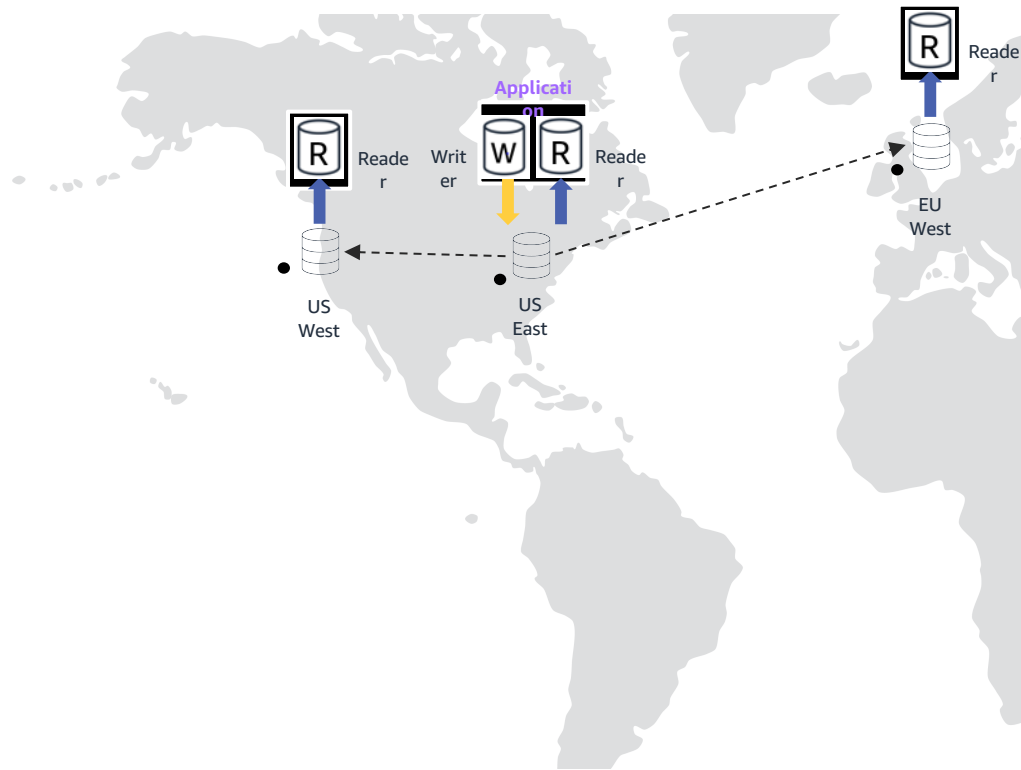 R
Reade
r
Applicati
on
R
Reade
r
Writ
er
W
R
Reade
r
EU
West
US
West
US
East